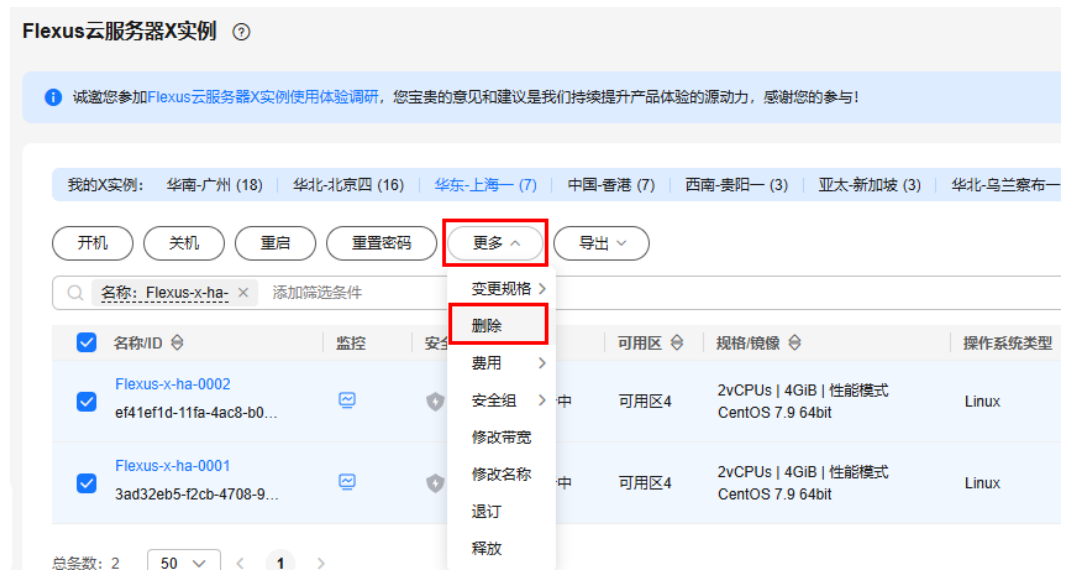 Flexus云服务器X实例
诚邀您参加Flexus云服务器X实例使用体验调研，您宝贵的意见和建议是我们持续提升产品体验的源动力，感谢您的参与！
我的X实例： 华南-广州 (18) 华北-北京四 (16) 华东-上海一 (7) 中国-香港 (7) 西南-贵阳一 (3) 亚太-新加坡 (3) 华北-乌兰察布一
开机 关机 重启 重置密码 更多 导出
名称：Flexus-x-ha- × 添加筛选条件
变更规格
删除
费用
安全组
修改带宽
修改名称
退订
释放
名称/ID 监控 安全 可用区 规格/镜像 操作系统类型
Flexus-x-ha-0002
ef41ef1d-11fa-4ac8-b0...
中 可用区4 2vCPUs | 4GiB | 性能模式
CentOS 7.9 64bit
Linux
Flexus-x-ha-0001
3ad32eb5-f2cb-4708-9...
中 可用区4 2vCPUs | 4GiB | 性能模式
CentOS 7.9 64bit
Linux
总条数：2 50 < 1 >